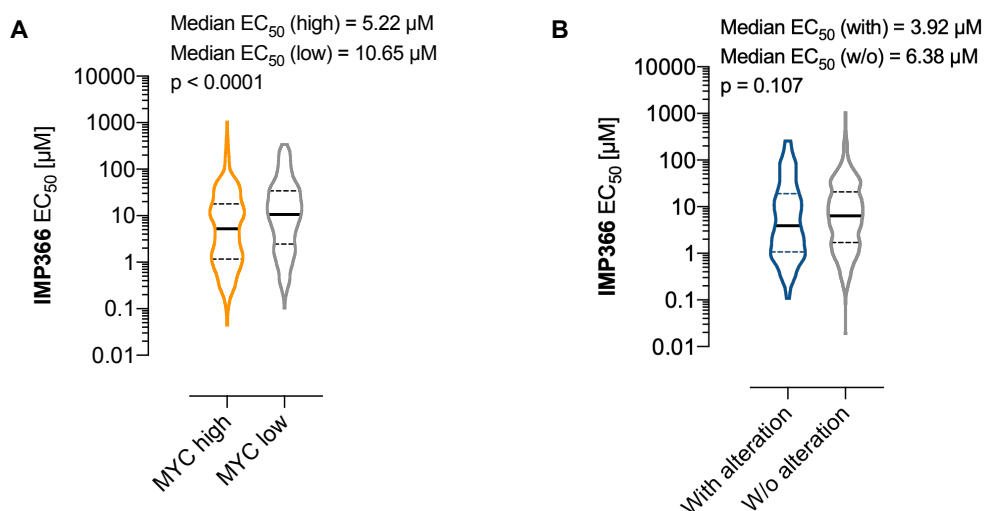 A
Median EC50 (high) = 5.22 µM
Median EC50 (low) = 10.65 µM
p < 0.0001
10000
1000
100
10
1
0.1
0.01
IMP366 EC50 [µM]
MYC high
MYC low
B
Median EC50 (with) = 3.92 µM
Median EC50 (w/o) = 6.38 µM
p = 0.107
10000
1000
100
10
1
0.1
0.01
IMP366 EC50 [µM]
With alteration
W/o alteration